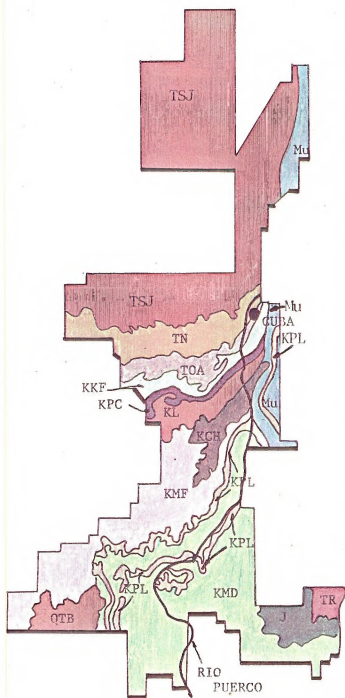 TSJ
Mu
TSJ
Mu
CUBA
TN
KPL
TOA
KKF
KPC
KL
Mu
KCH
KPL
KMF
KPL
KPL
KMD
QTB
J
TR
RIO
PUERCO